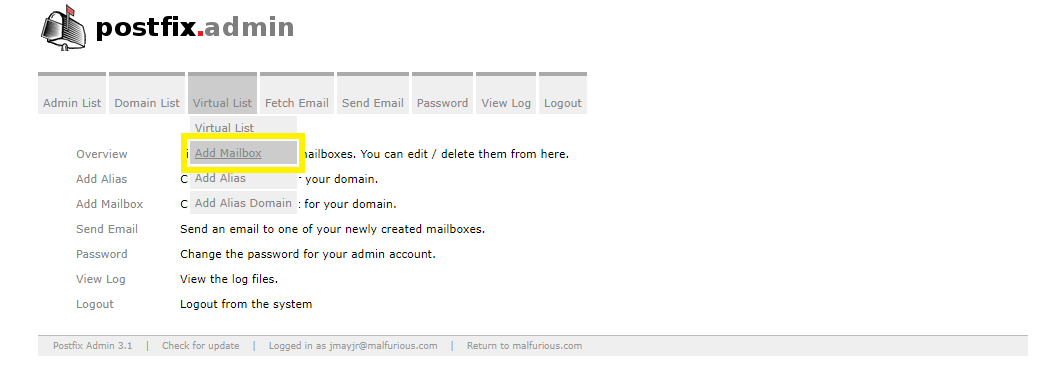 postfix.admin
Admin List Domain List Virtual List Fetch Email Send Email Password View Log Logout
Virtual List
Add Mailbox
Add Alias
Add Alias Domain
Overview mailboxes. You can edit / delete them from here.
Add Alias your domain.
Add Mailbox for your domain.
Send Email Send an email to one of your newly created mailboxes.
Password Change the password for your admin account.
View Log View the log files.
Logout Logout from the system
Postfix Admin 3.1 | Check for update | Logged in as jmayjr@malfurious.com | Return to malfurious.com